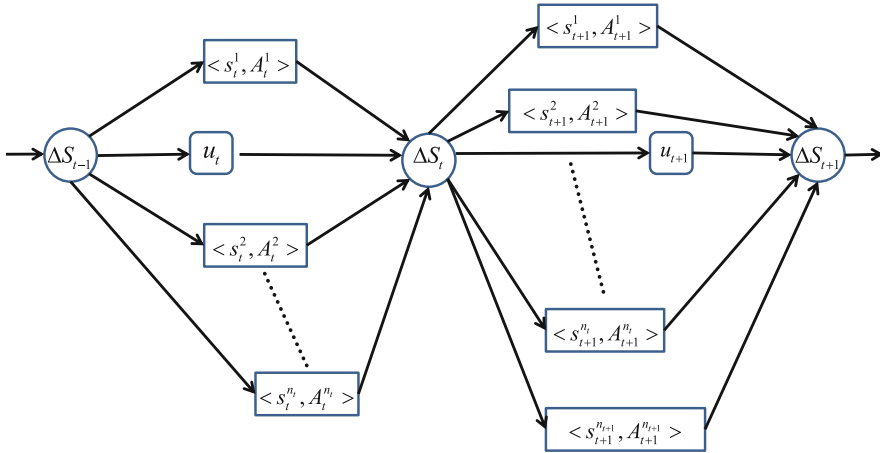 < s_{t+1}^{1}, A_{t+1}^{1} >
< s_t^1, A_t^1 >
< s_{t+1}^{2}, A_{t+1}^{2} >
ΔS_{t-1}
u_t
ΔS_t
u_{t+1}
ΔS_{t+1}
< s_t^2, A_t^2 >
< s_{t+1}^{n_t}, A_{t+1}^{n_t} >
< s_t^{n_t}, A_t^{n_t} >
< s_{t+1}^{n_{t+1}}, A_{t+1}^{n_{t+1}} >